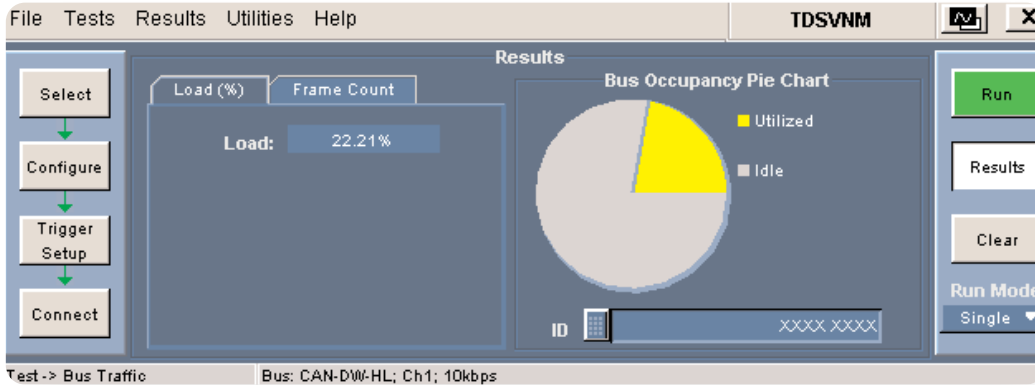 File Tests Results Utilities Help TDSVNM X
Results
Select
Configure
Trigger
Setup
Connect
Load (%) Frame Count
Load: 22.21%
Bus Occupancy Pie Chart
Utilized
Idle
ID XXXX XXXX
Run
Results
Clear
Run Mode
Single
Test -> Bus Traffic Bus: CAN-DW-HL; Ch1; 10kbps